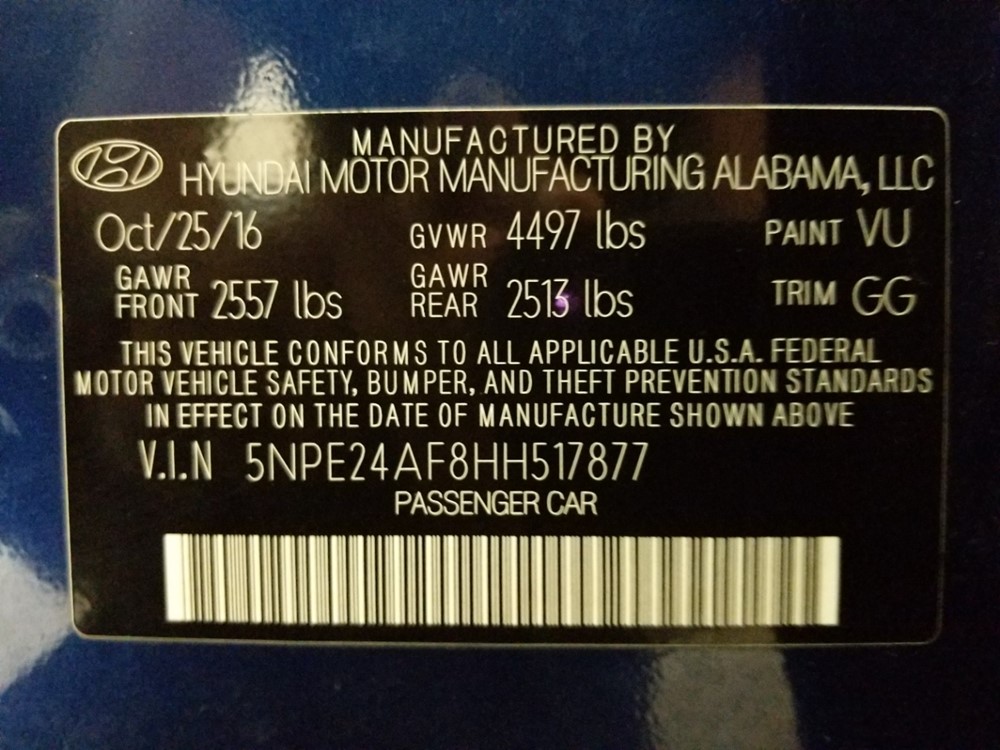 MANUFACTURED BY
HYUNDAI MOTOR MANUFACTURING ALABAMA, LLC
Oct/25/16 GVWR 4497 lbs PAINT VU
GAWR FRONT 2557 lbs GAWR REAR 2513 lbs TRIM GG
THIS VEHICLE CONFORMS TO ALL APPLICABLE U.S.A. FEDERAL
MOTOR VEHICLE SAFETY, BUMPER, AND THEFT PREVENTION STANDARDS
IN EFFECT ON THE DATE OF MANUFACTURE SHOWN ABOVE
V.I.N 5NPE24AF8HH517877
PASSENGER CAR